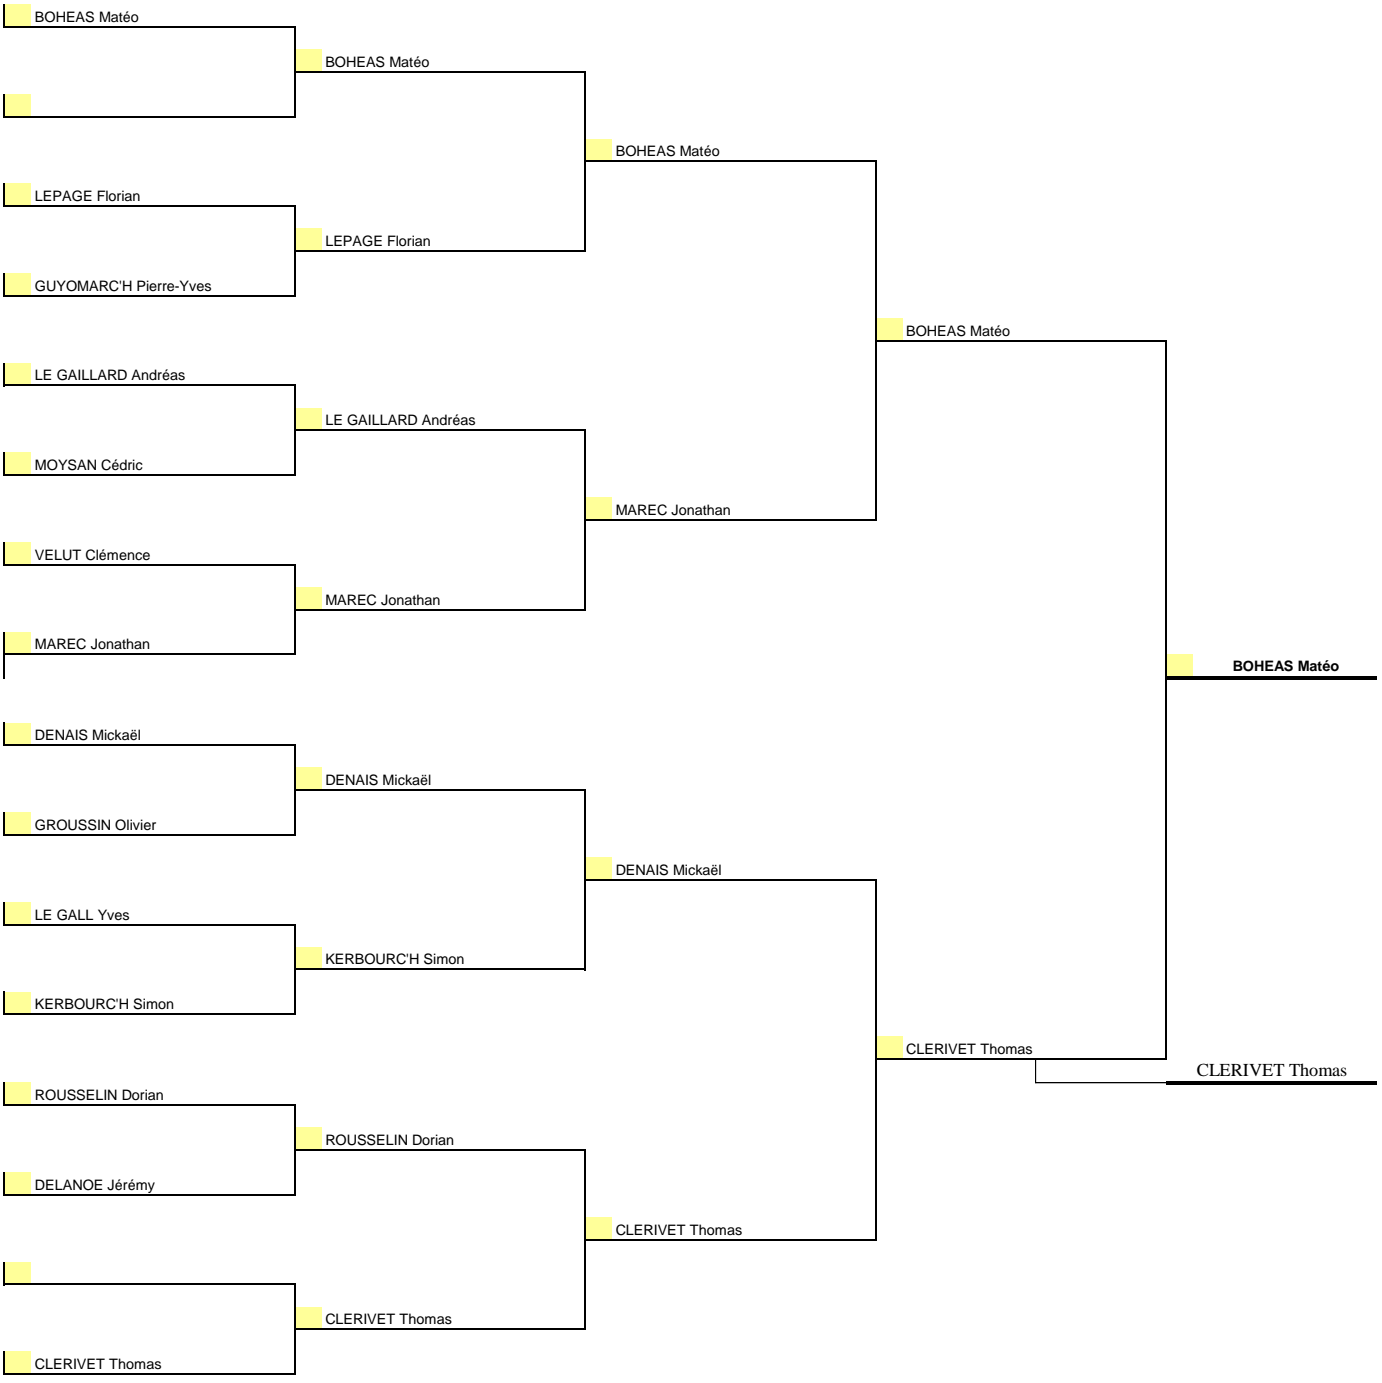 BOHEAS Matéo
BOHEAS Matéo
BOHEAS Matéo
LEPAGE Florian
LEPAGE Florian
GUYOMARC'H Pierre-Yves
BOHEAS Matéo
LE GAILLARD Andréas
LE GAILLARD Andréas
MOYSAN Cédric
MAREC Jonathan
VELUT Clémence
MAREC Jonathan
MAREC Jonathan
BOHEAS Matéo
DENAIS Mickaël
DENAIS Mickaël
GROUSSIN Olivier
DENAIS Mickaël
LE GALL Yves
KERBOURC'H Simon
KERBOURC'H Simon
CLERIVET Thomas
CLERIVET Thomas
ROUSSELIN Dorian
ROUSSELIN Dorian
DELANOE Jérémy
CLERIVET Thomas
CLERIVET Thomas
CLERIVET Thomas